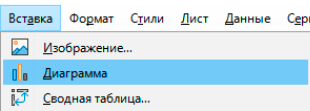 Вставка Формат Стили Лист Данные
Изображение...
Диаграмма
Сводная таблица...